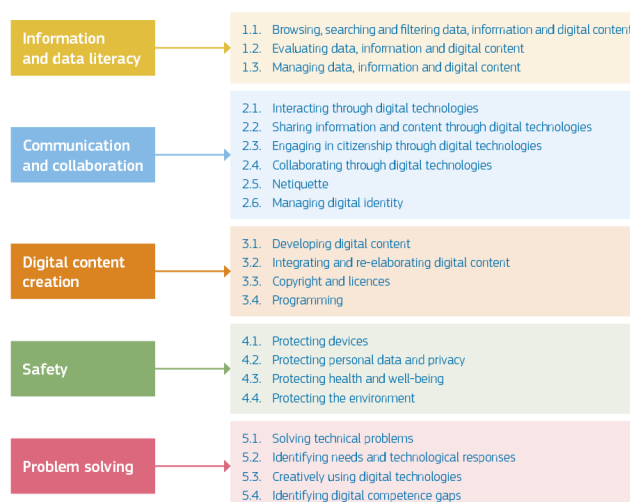 Information
and data literacy
1.1. Browsing, searching and filtering data, information and digital content
1.2. Evaluating data, information and digital content
1.3. Managing data, information and digital content
Communication
and collaboration
2.1. Interacting through digital technologies
2.2. Sharing information and content through digital technologies
2.3. Engaging in citizenship through digital technologies
2.4. Collaborating through digital technologies
2.5. Netiquette
2.6. Managing digital identity
Digital content
creation
3.1. Developing digital content
3.2. Integrating and re-elaborating digital content
3.3. Copyright and licences
3.4. Programming
Safety
4.1. Protecting devices
4.2. Protecting personal data and privacy
4.3. Protecting health and well-being
4.4. Protecting the environment
Problem solving
5.1. Solving technical problems
5.2. Identifying needs and technological responses
5.3. Creatively using digital technologies
5.4. Identifying digital competence gaps